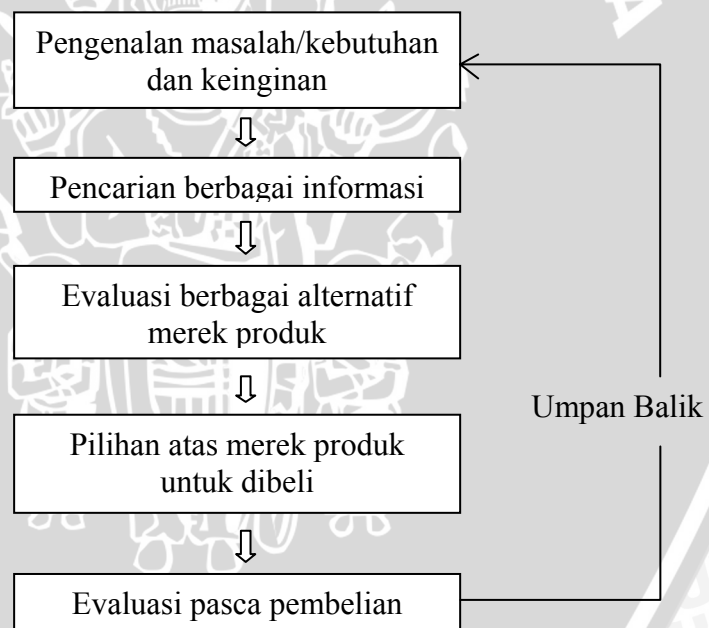 Pengenalan masalah/kebutuhan
dan keinginan
Pencarian berbagai informasi
Evaluasi berbagai alternatif
merek produk
Pilihan atas merek produk
untuk dibeli
Evaluasi pasca pembelian
Umpan Balik